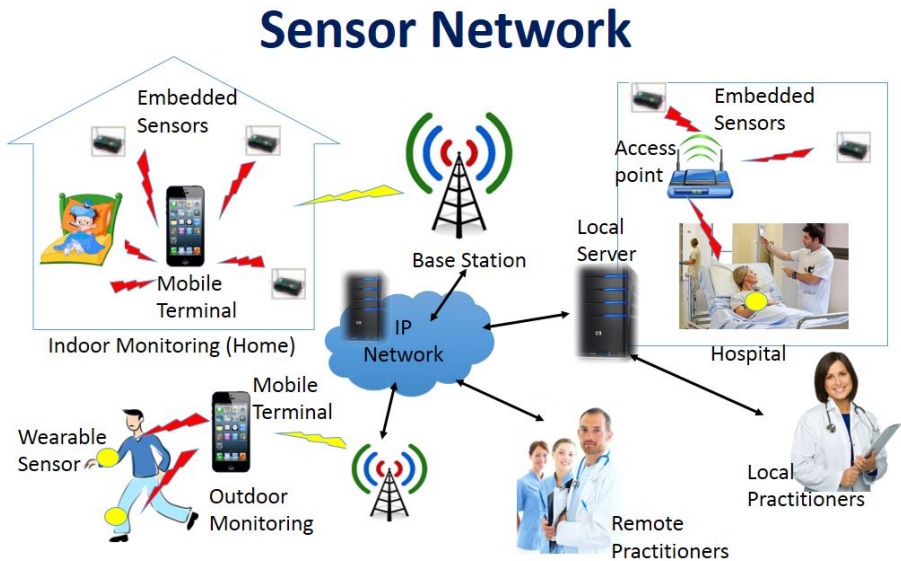 Sensor Network
Embedded
Sensors
Mobile
Terminal
Indoor Monitoring (Home)
Base Station
IP
Network
Local
Server
Access
point
Embedded
Sensors
Hospital
Wearable
Sensor
Mobile
Terminal
Outdoor
Monitoring
Remote
Practitioners
Local
Practitioners